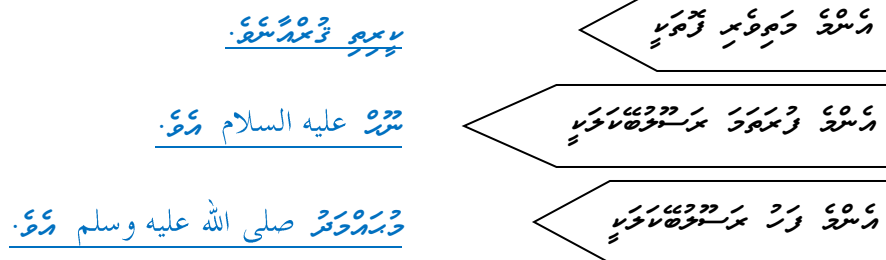 އެންމެ މަތިވެރި ފޮތަކީ ކީރިތި ޤުރްއާނެވެ.
އެންމެ ފުރަތަމަ ރަސޫލުބޭކަލަކީ ނޫޙް عليه السلام އެވެ.
އެންމެ ފަހު ރަސޫލުބޭކަލަކީ މުޙައްމަދު صلى الله عليه وسلم އެވެ.